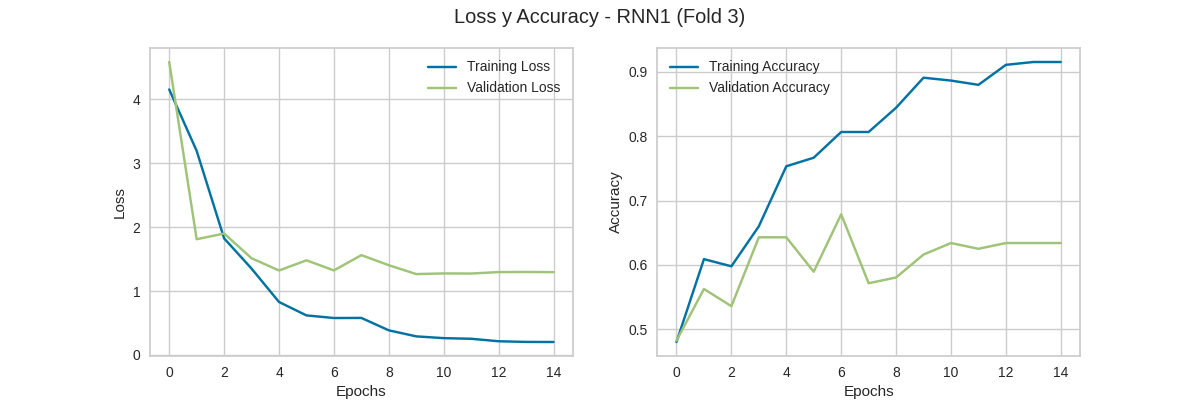 Loss y Accuracy - RNN1 (Fold 3)
Training Loss
Validation Loss
4
3
2
1
0
Loss
0 2 4 6 8 10 12 14
Epochs
Training Accuracy
Validation Accuracy
0.9
0.8
0.7
0.6
0.5
Accuracy
0 2 4 6 8 10 12 14
Epochs